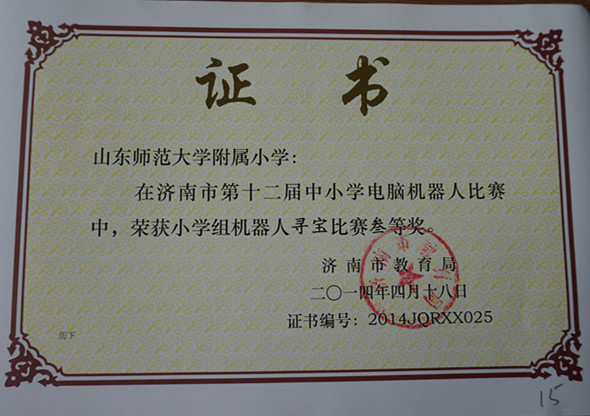 证 书
山东师范大学附属小学：
在济南市第十二届中小学电脑机器人比赛
中，荣获小学组机器人寻宝比赛叁等奖。
济南市教育局
二〇一四年四月十八日
证书编号：2014JQRXX025
历下
15